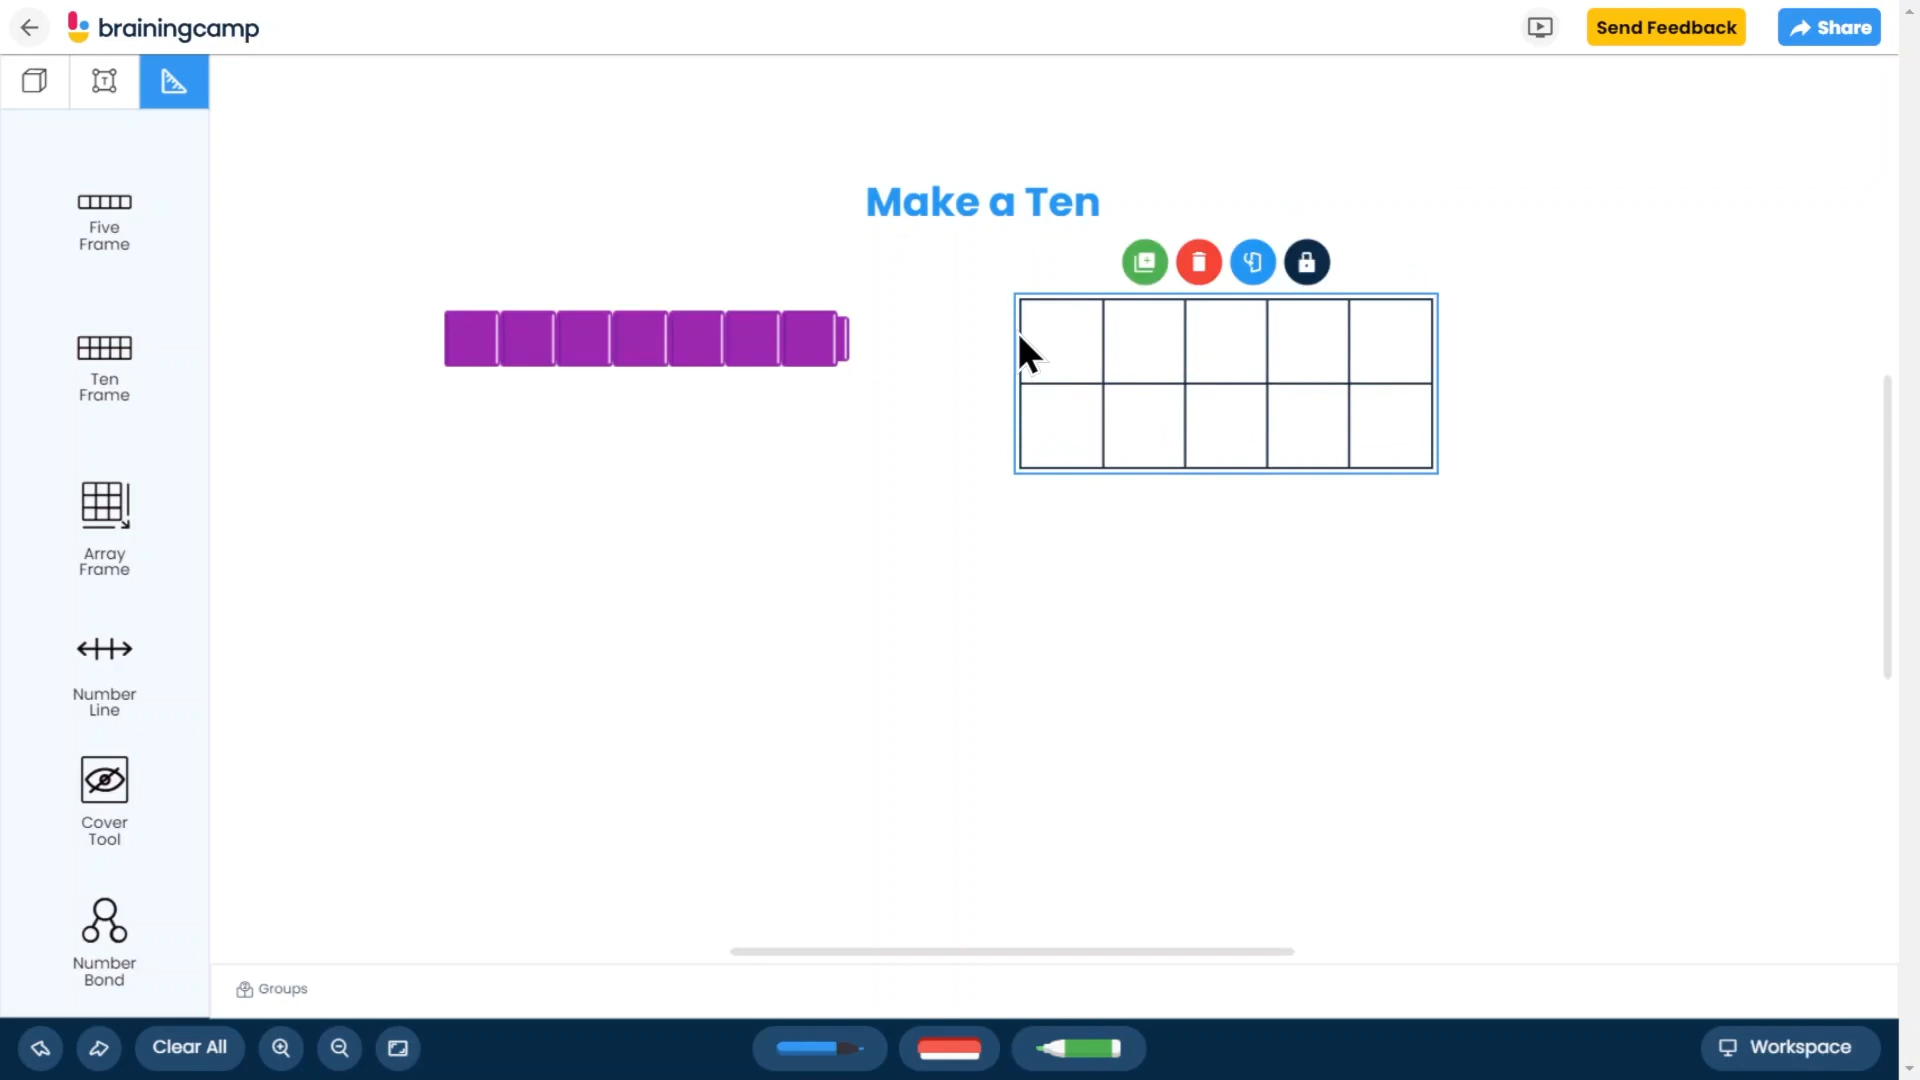 brainingcamp
Send Feedback
Share
T
Make a Ten
Five
Frame
Ten
Frame
Array
Frame
Number
Line
Cover
Tool
Number
Bond
Groups
Clear All
Workspace